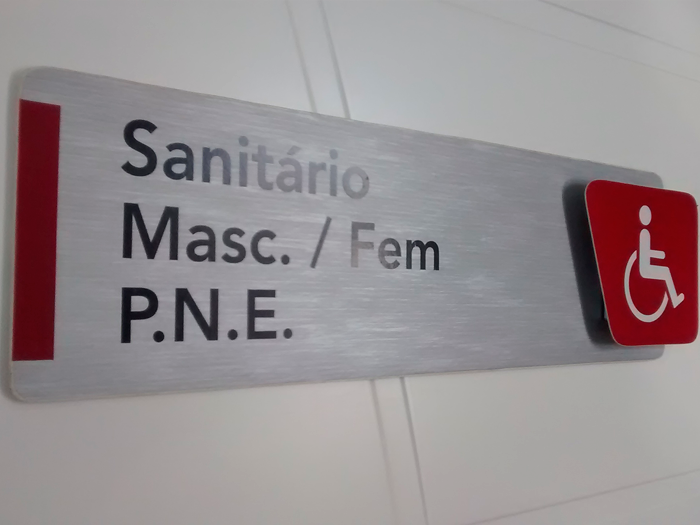 Sanitário
Masc. / Fem
P.N.E.